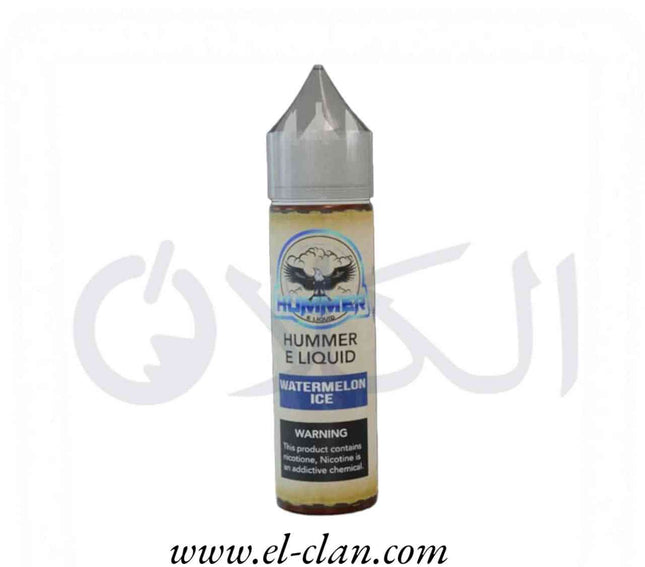 الكلان
HUMMER
E LIQUID
HUMMER
E LIQUID
WATERMELON
ICE
WARNING
This product contains
nicotione, Nicotine is
an addictive chemical.
www.el-clan.com